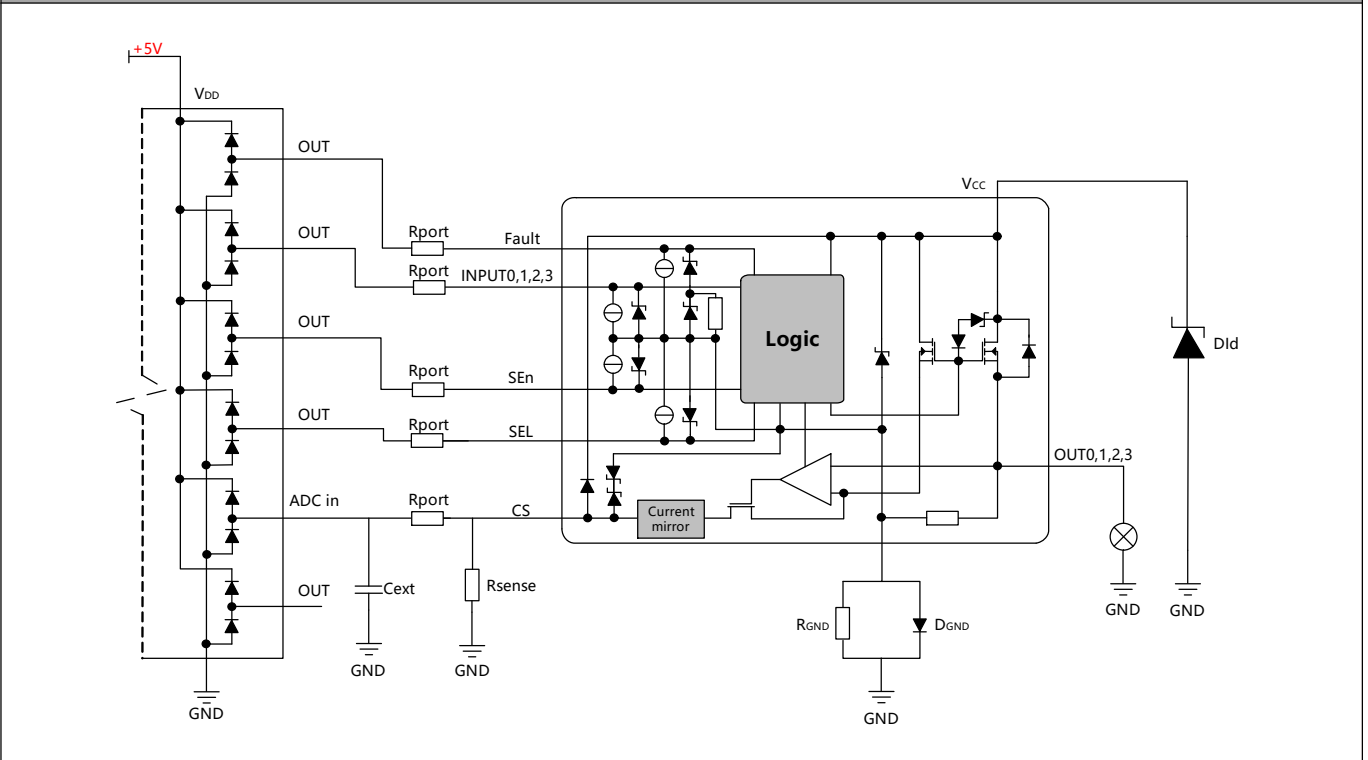 +5V
VDD
OUT
OUT
OUT
OUT
ADC in
OUT
Rport
Rport
Rport
Rport
Rport
Fault
INPUT0,1,2,3
SEn
SEL
CS
Cext
Rsense
GND
GND
GND
VCC
Logic
Current
mirror
OUT0,1,2,3
RGND
DGND
GND
GND
DId
GND